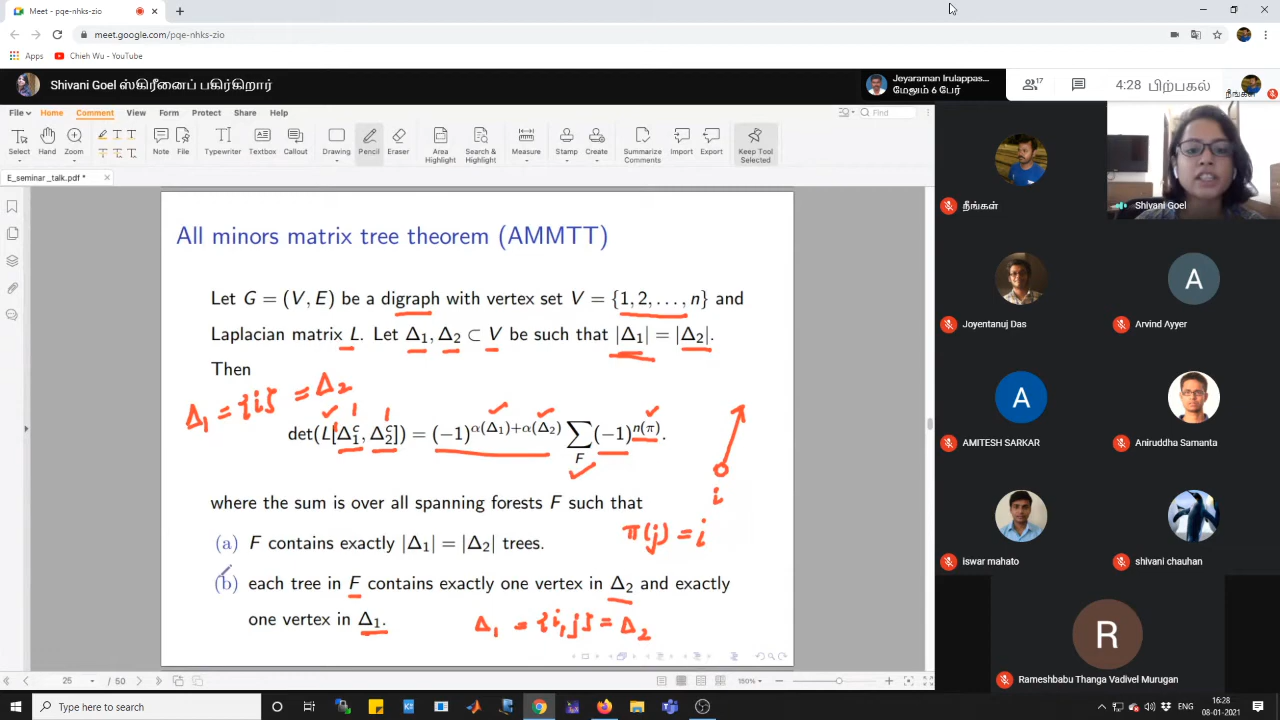 Meet - pqe-nhks-zio
meet.google.com/pqe-nhks-zio
Apps Chieh Wu - YouTube
Shivani Goel ஸ்கிரீனைப் பகிர்கிறார்
Jeyaraman Irulappas...
மேலும் 6 பேர்
17
4:28 பிற்பகல்
நீங்கள்
File Home Comment View Form Protect Share Help
Find
Select Hand Zoom Note File Typewriter Textbox Callout Drawing Pencil Eraser Area Highlight Search & Highlight Measure Stamp Create Summarize Comments Import Export Keep Tool Selected
E_seminar _talk.pdf *
All minors matrix tree theorem (AMMTT)
Let G = (V, E) be a digraph with vertex set V = {1, 2, . . . , n} and
Laplacian matrix L. Let Δ₁, Δ₂ ⊂ V be such that |Δ₁| = |Δ₂|.
Then
Δ₁ = {i} = Δ₂
det(L[Δ₁ᶜ, Δ₂ᶜ]) = (−1)^{α(Δ₁)+α(Δ₂)} ∑_F (−1)^{n(π)}.
i
where the sum is over all spanning forests F such that
π(j) = i
(a) F contains exactly |Δ₁| = |Δ₂| trees.
(b) each tree in F contains exactly one vertex in Δ₂ and exactly
one vertex in Δ₁.
Δ₁ = {i,j} = Δ₂
25 / 50
150%
நீங்கள்
Shivani Goel
Joyentanuj Das
A
Arvind Ayyer
A
AMITESH SARKAR
Aniruddha Samanta
iswar mahato
shivani chauhan
R
Rameshbabu Thanga Vadivel Murugan
Type here to search
ENG
16:28
08-01-2021